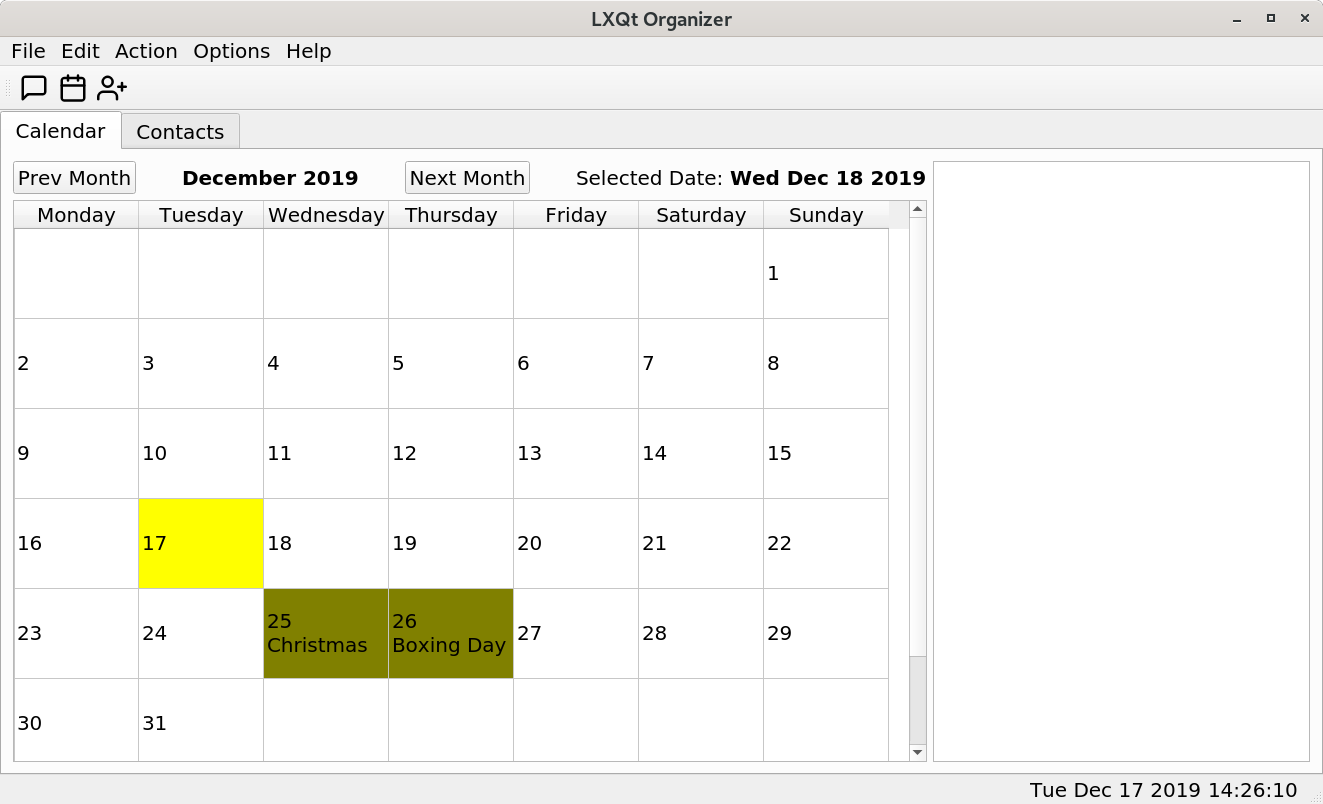 LXQt Organizer
File Edit Action Options Help
Calendar Contacts
Prev Month December 2019 Next Month Selected Date: Wed Dec 18 2019
Monday Tuesday Wednesday Thursday Friday Saturday Sunday
1
2 3 4 5 6 7 8
9 10 11 12 13 14 15
16 17 18 19 20 21 22
23 24 25 26 27 28 29
Christmas Boxing Day
30 31
Tue Dec 17 2019 14:26:10